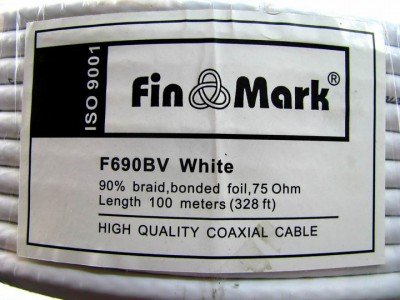 ISO 9001
Fin Mark®
F690BV White
90% braid,bonded foil,75 Ohm
Length 100 meters (328 ft)
HIGH QUALITY COAXIAL CABLE